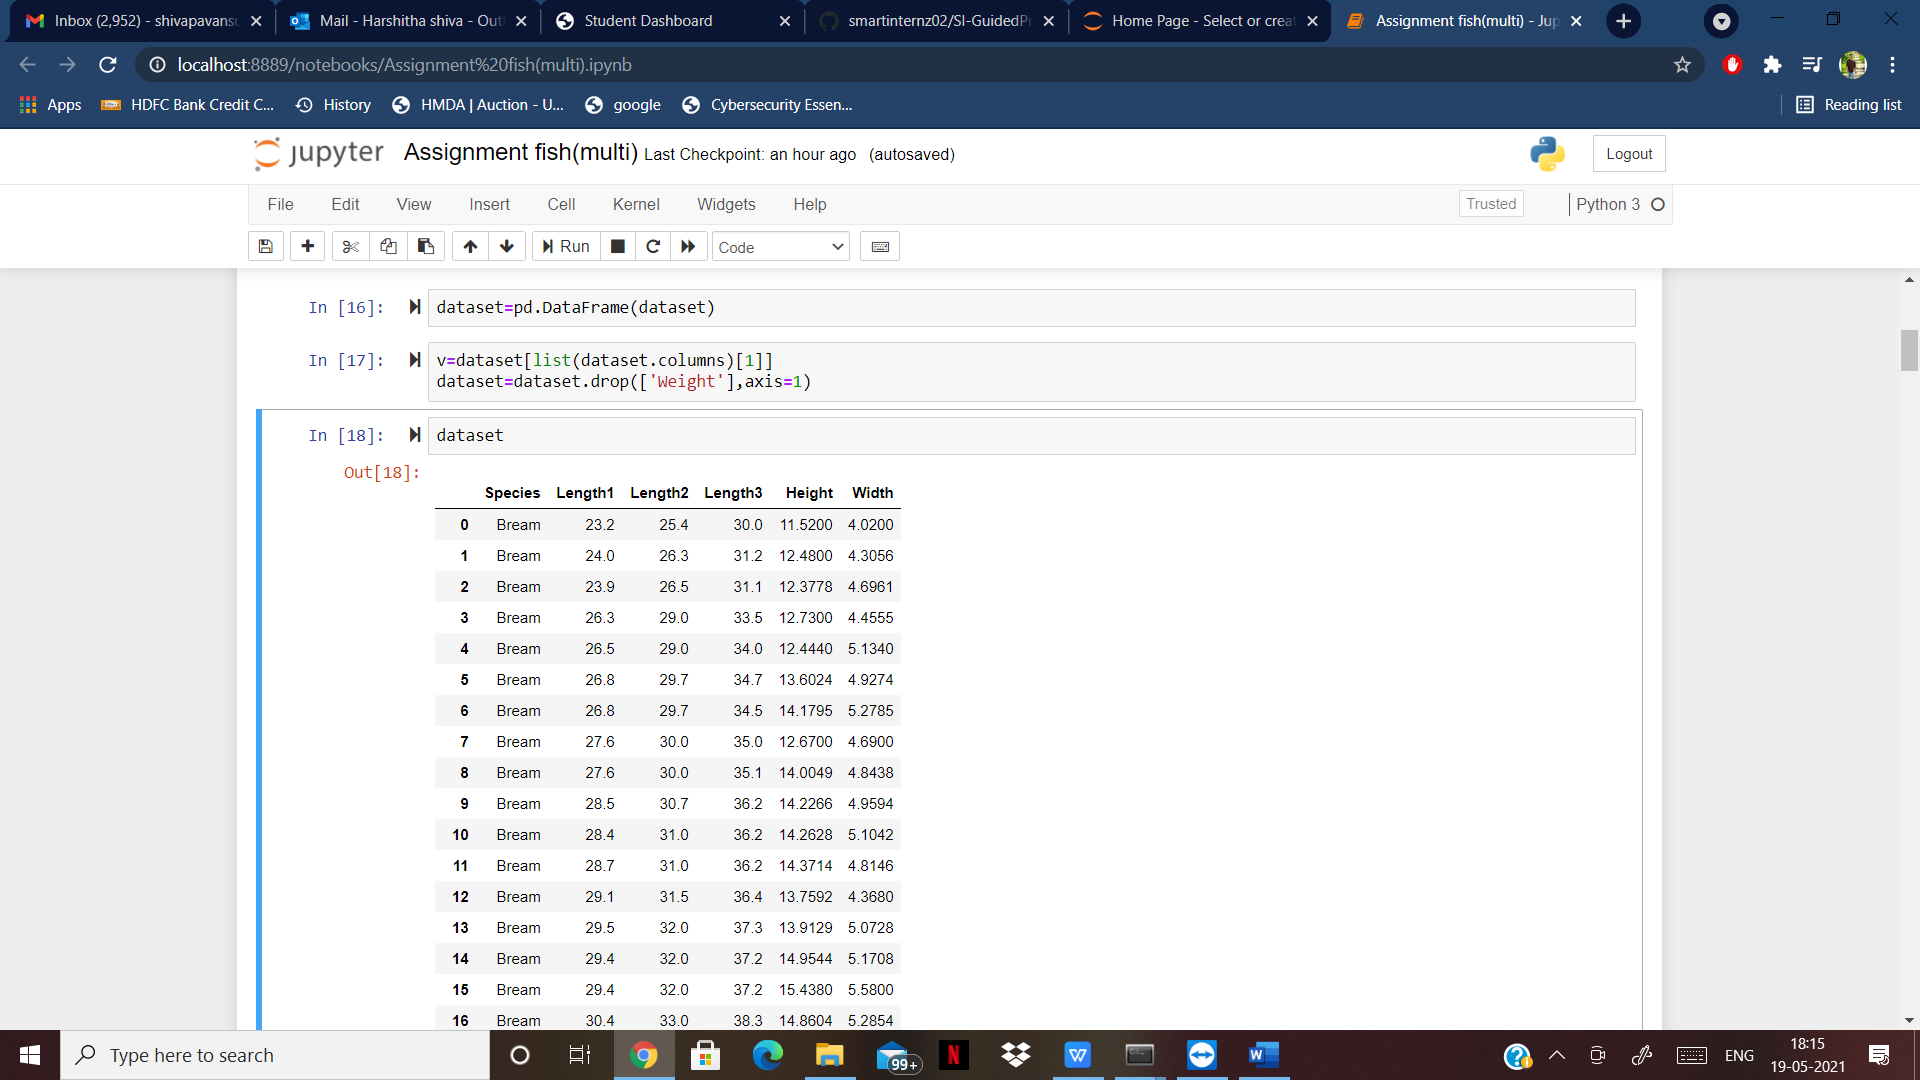 Inbox (2,952) - shivapavansu
Mail - Harshitha shiva - Out
Student Dashboard
smartinternz02/SI-GuidedPr
Home Page - Select or creat
Assignment fish(multi) - Jup
localhost:8889/notebooks/Assignment%20fish(multi).ipynb
Apps
HDFC Bank Credit C...
History
HMDA | Auction - U...
google
Cybersecurity Essen...
Reading list
jupyter Assignment fish(multi) Last Checkpoint: an hour ago (autosaved)
Logout
File Edit View Insert Cell Kernel Widgets Help
Trusted
Python 3
Run
Code
In [16]: dataset=pd.DataFrame(dataset)
In [17]: v=dataset[list(dataset.columns)[1]]
dataset=dataset.drop(['Weight'],axis=1)
In [18]: dataset
Out[18]:
Species Length1 Length2 Length3 Height Width
0 Bream 23.2 25.4 30.0 11.5200 4.0200
1 Bream 24.0 26.3 31.2 12.4800 4.3056
2 Bream 23.9 26.5 31.1 12.3778 4.6961
3 Bream 26.3 29.0 33.5 12.7300 4.4555
4 Bream 26.5 29.0 34.0 12.4440 5.1340
5 Bream 26.8 29.7 34.7 13.6024 4.9274
6 Bream 26.8 29.7 34.5 14.1795 5.2785
7 Bream 27.6 30.0 35.0 12.6700 4.6900
8 Bream 27.6 30.0 35.1 14.0049 4.8438
9 Bream 28.5 30.7 36.2 14.2266 4.9594
10 Bream 28.4 31.0 36.2 14.2628 5.1042
11 Bream 28.7 31.0 36.2 14.3714 4.8146
12 Bream 29.1 31.5 36.4 13.7592 4.3680
13 Bream 29.5 32.0 37.3 13.9129 5.0728
14 Bream 29.4 32.0 37.2 14.9544 5.1708
15 Bream 29.4 32.0 37.2 15.4380 5.5800
16 Bream 30.4 33.0 38.3 14.8604 5.2854
Type here to search
99+
ENG
18:15
19-05-2021